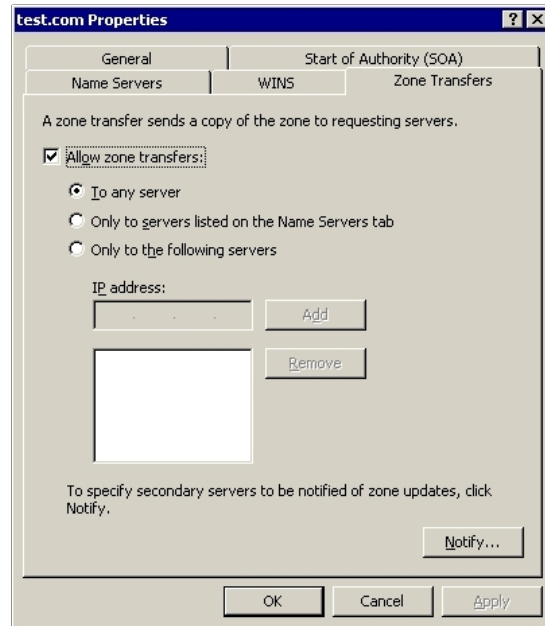 test.com Properties
General
Start of Authority (SOA)
Name Servers
WINS
Zone Transfers
A zone transfer sends a copy of the zone to requesting servers.
Allow zone transfers:
To any server
Only to servers listed on the Name Servers tab
Only to the following servers
IP address:
Add
Remove
To specify secondary servers to be notified of zone updates, click
Notify.
Notify...
OK
Cancel
Apply